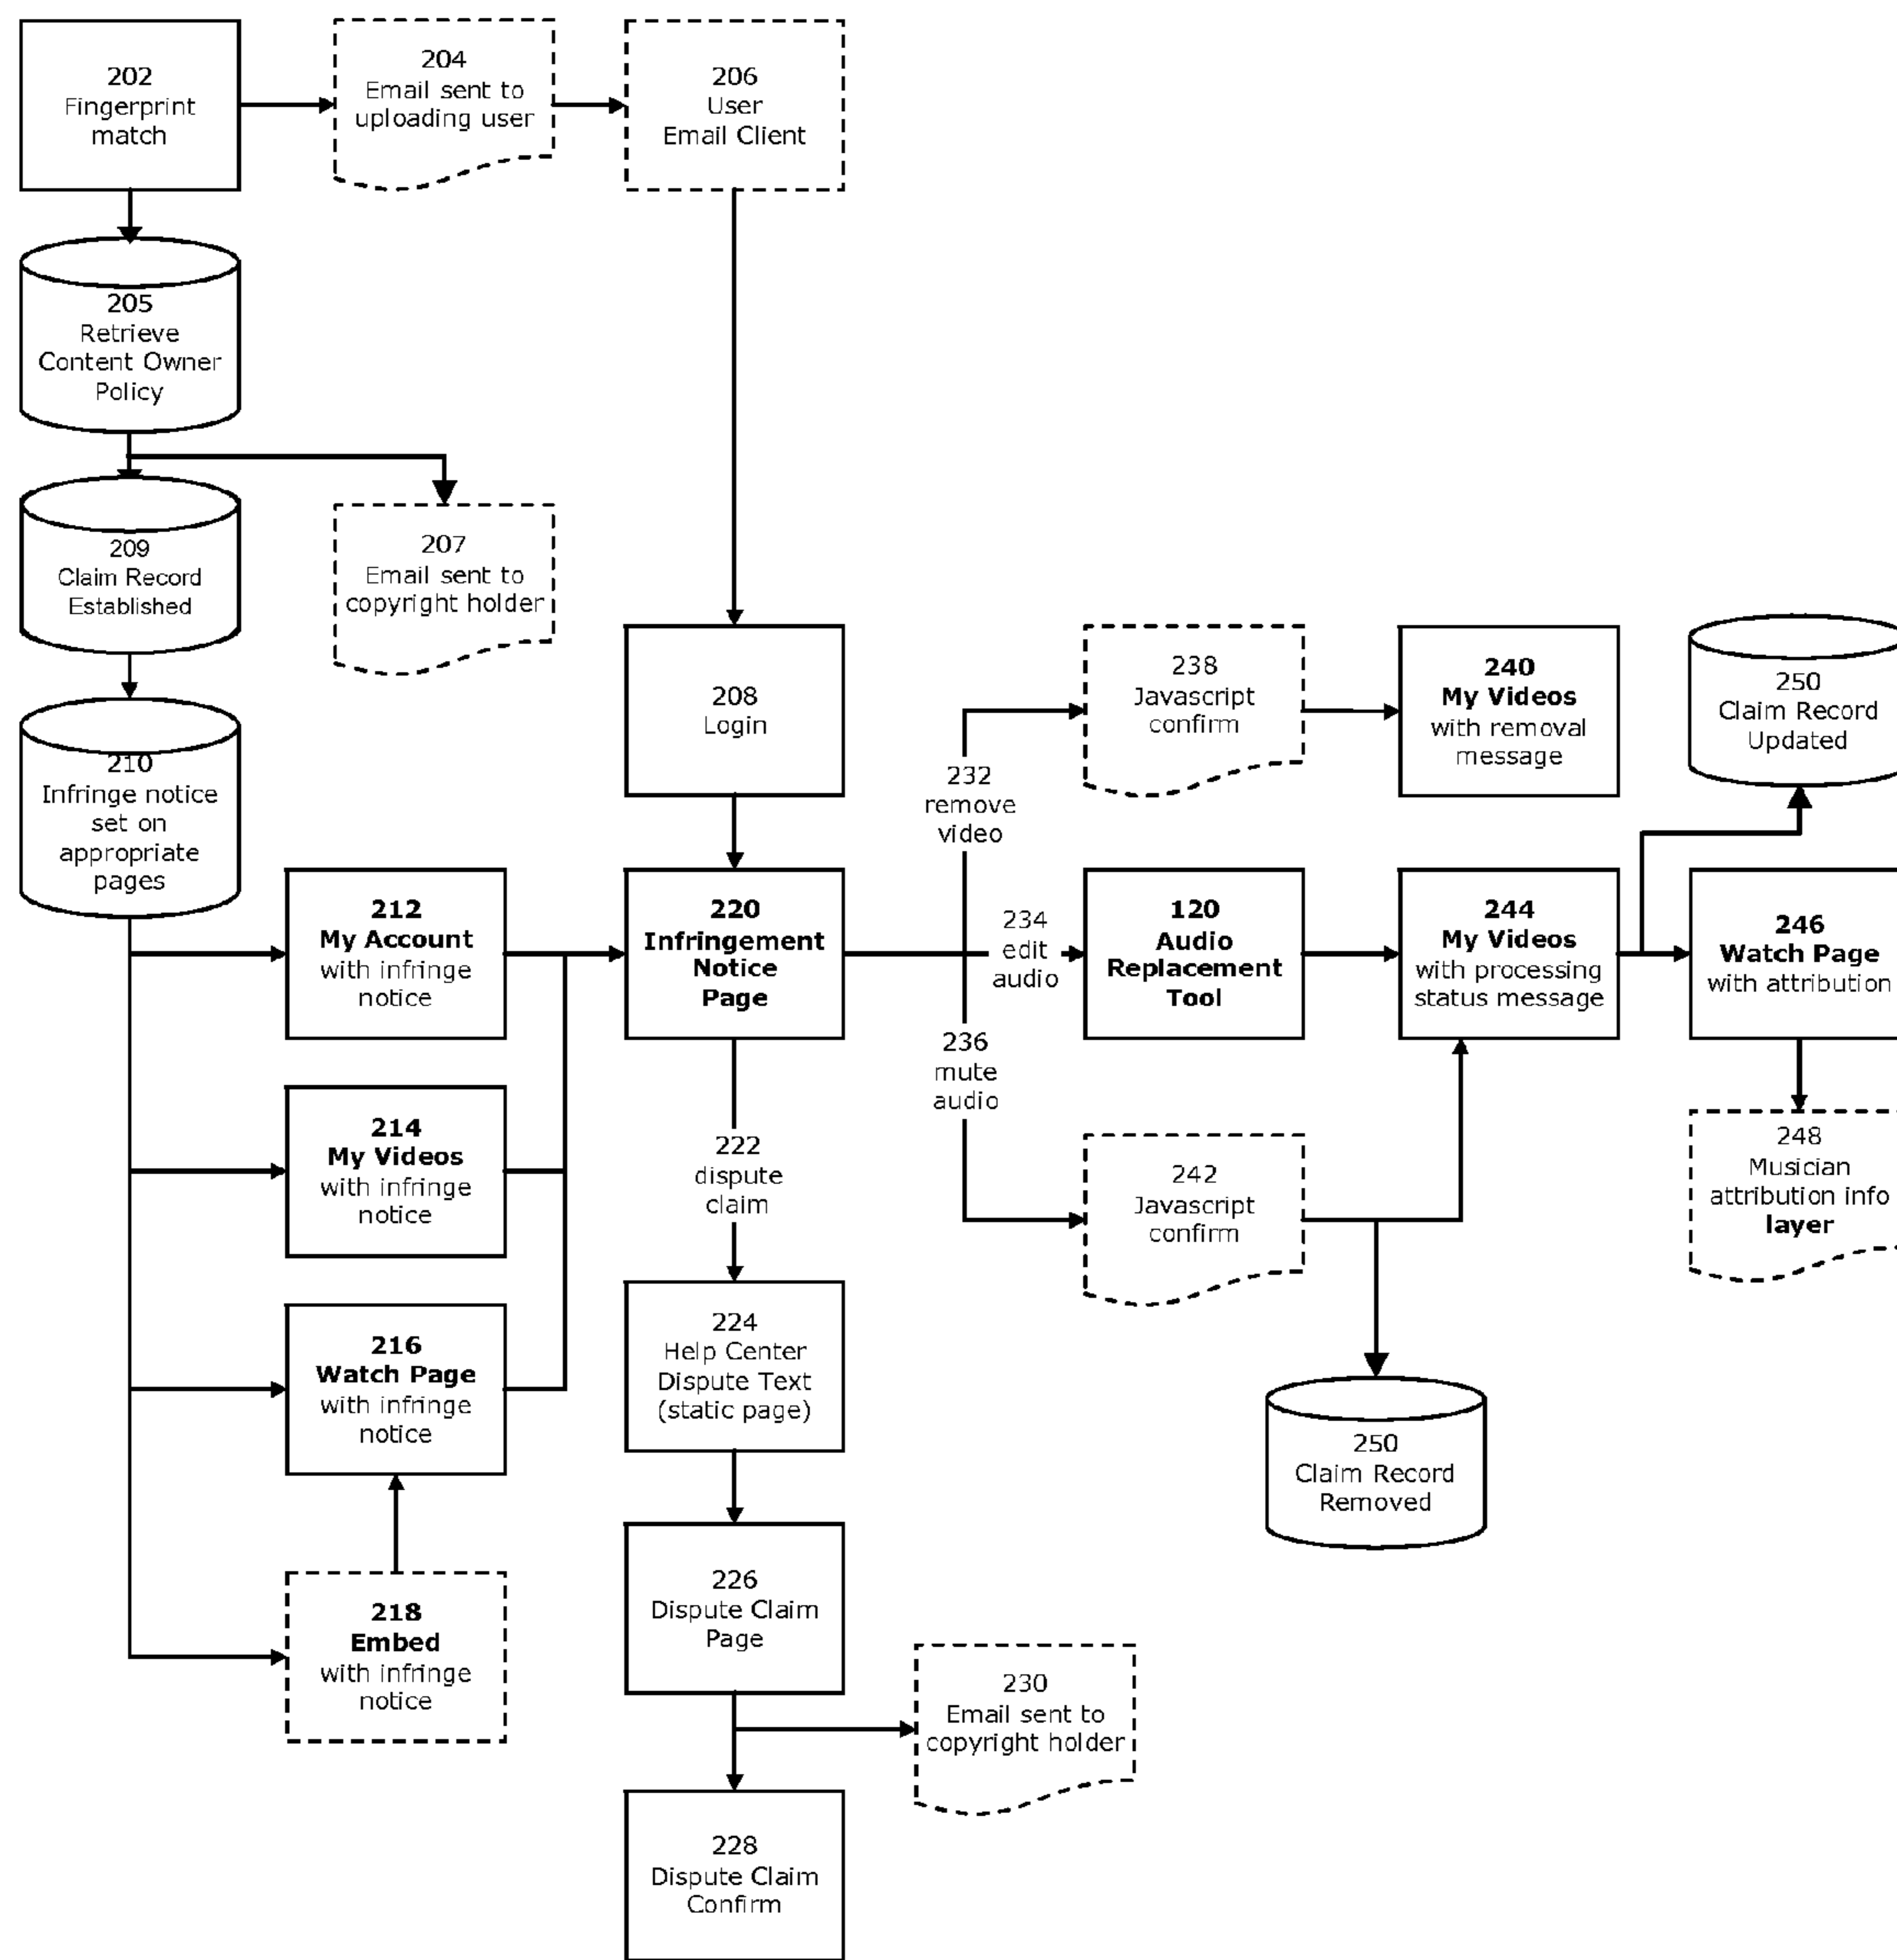 202
Fingerprint
match
204
Email sent to
uploading user
206
User
Email Client
205
Retrieve
Content Owner
Policy
209
Claim Record
Established
207
Email sent to
copyright holder
210
Infringe notice
set on
appropriate
pages
208
Login
212
My Account
with infringe
notice
214
My Videos
with infringe
notice
216
Watch Page
with infringe
notice
218
Embed
with infringe
notice
220
Infringement
Notice
Page
222
dispute
claim
224
Help Center
Dispute Text
(static page)
226
Dispute Claim
Page
228
Dispute Claim
Confirm
230
Email sent to
copyright holder
232
remove
video
234
edit
audio
236
mute
audio
238
Javascript
confirm
240
My Videos
with removal
message
250
Claim Record
Updated
120
Audio
Replacement
Tool
244
My Videos
with processing
status message
246
Watch Page
with attribution
242
Javascript
confirm
248
Musician
attribution info
layer
250
Claim Record
Removed